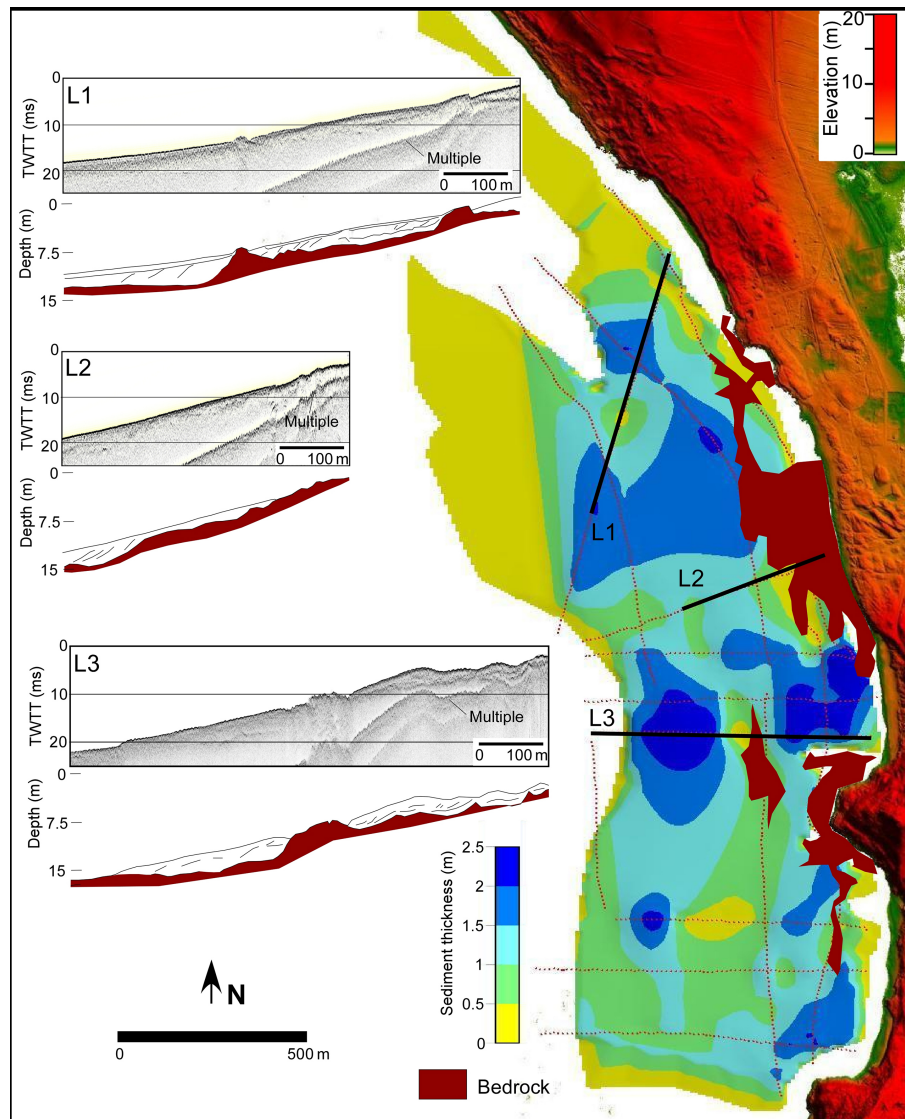 L1
TWTT (ms)
0
10
20
Multiple
0 100 m
Depth (m)
0
7.5
15
L2
TWTT (ms)
0
10
20
Multiple
0 100 m
Depth (m)
0
7.5
15
L3
TWTT (ms)
0
10
20
Multiple
0 100 m
Depth (m)
0
7.5
15
Elevation (m)
20
10
0
L1
L2
L3
Sediment thickness (m)
2.5
2
1.5
1
0.5
0
N
0 500 m
Bedrock